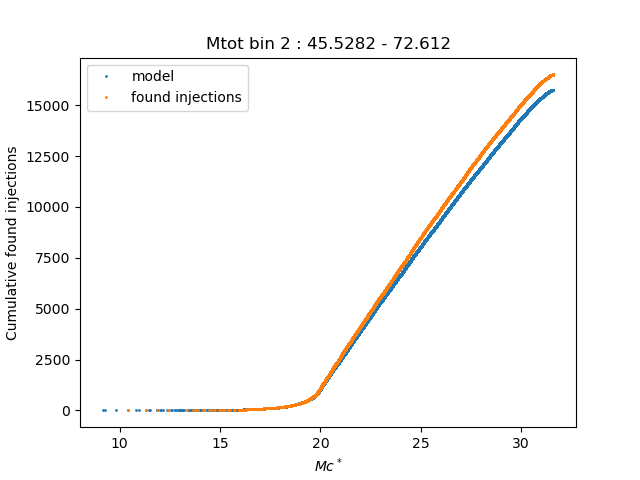 Mtot bin 2 : 45.5282 - 72.612
model
found injections
Cumulative found injections
15000
12500
10000
7500
5000
2500
0
10 15 20 25 30
Mc*